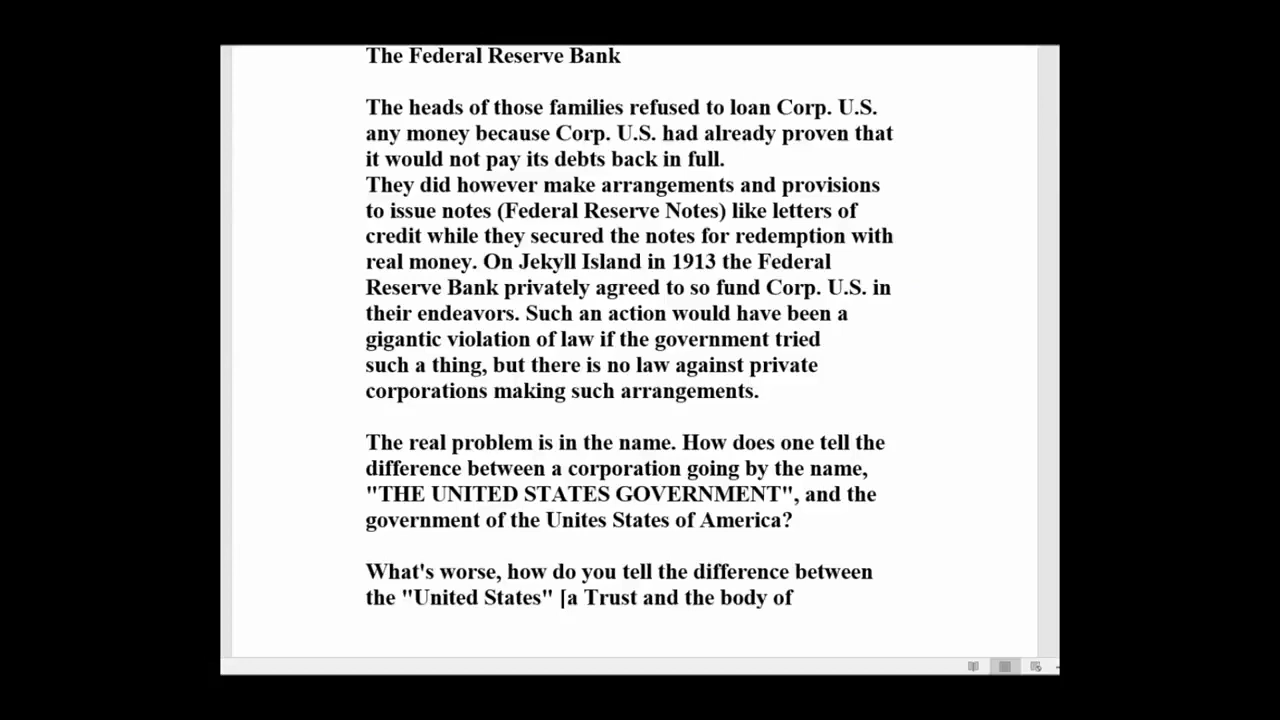 The Federal Reserve Bank
The heads of those families refused to loan Corp. U.S.
any money because Corp. U.S. had already proven that
it would not pay its debts back in full.
They did however make arrangements and provisions
to issue notes (Federal Reserve Notes) like letters of
credit while they secured the notes for redemption with
real money. On Jekyll Island in 1913 the Federal
Reserve Bank privately agreed to so fund Corp. U.S. in
their endeavors. Such an action would have been a
gigantic violation of law if the government tried
such a thing, but there is no law against private
corporations making such arrangements.
The real problem is in the name. How does one tell the
difference between a corporation going by the name,
"THE UNITED STATES GOVERNMENT", and the
government of the Unites States of America?
What's worse, how do you tell the difference between
the "United States" [a Trust and the body of